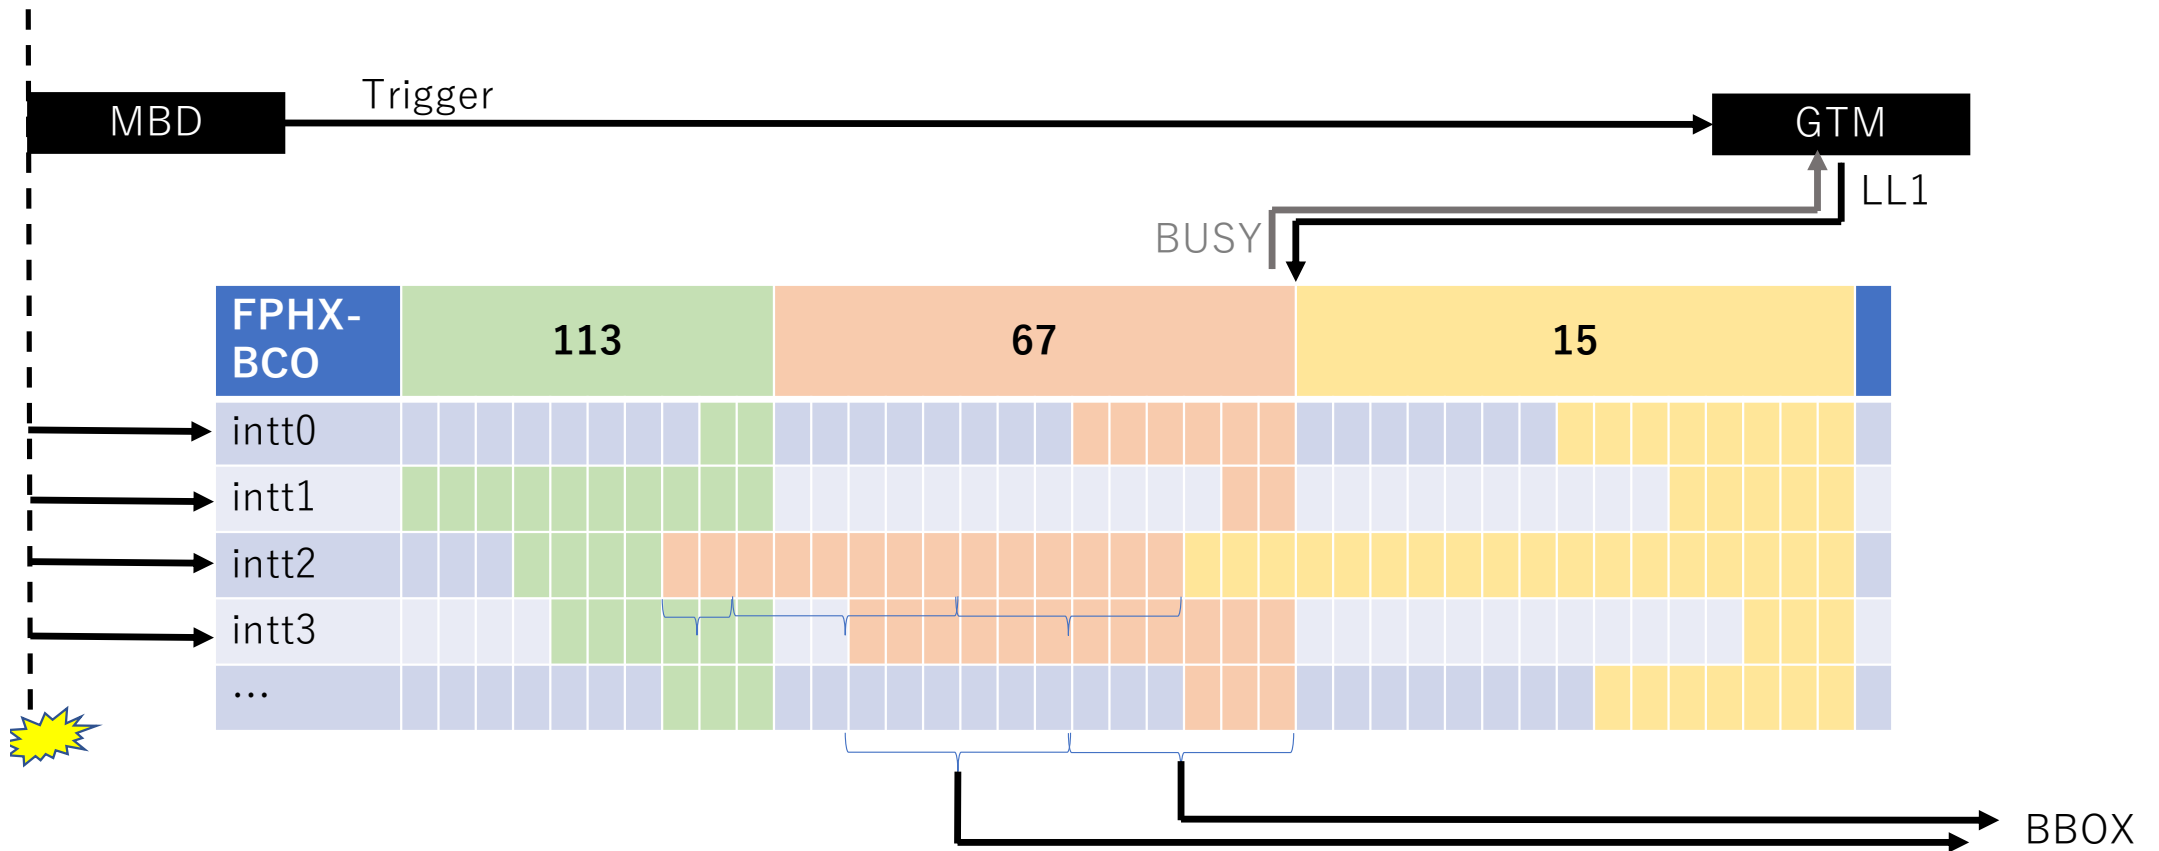 Trigger
MBD
GTM
LL1
BUSY
FPHX-
BCO
113
67
15
intt0
intt1
intt2
intt3
…
BBOX